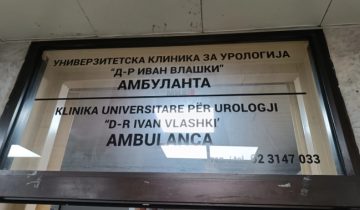 УНИВЕРЗИТЕТСКА КЛИНИКА ЗА УРОЛОГИЈА
"Д-Р ИВАН ВЛАШКИ"
АМБУЛАНТА
KLINIKA UNIVERSITARE PËR UROLOGJI
"D-R IVAN VLASHKI"
AMBULANCA
02 3147 033